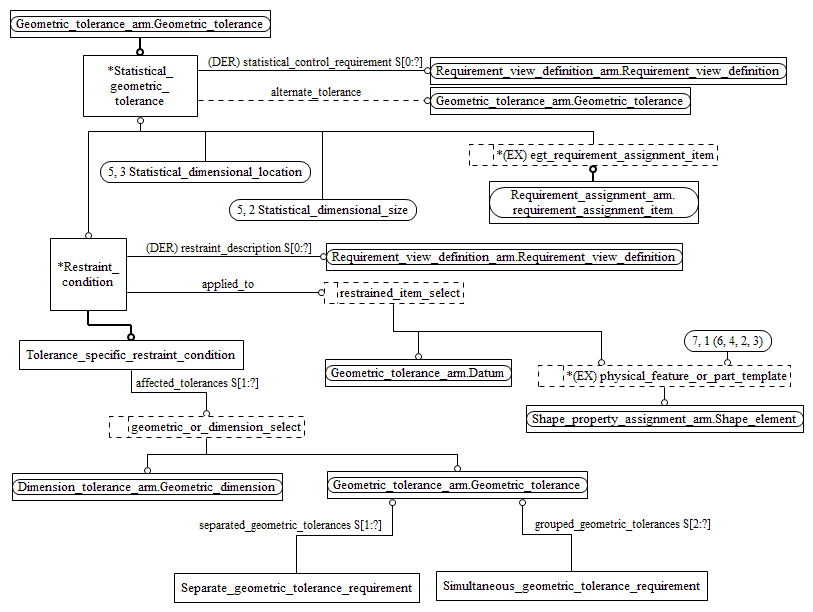 Geometric_tolerance_arm.Geometric_tolerance
*Statistical_
geometric_
tolerance
(DER) statistical_control_requirement S[0:?]
Requirement_view_definition_arm.Requirement_view_definition
alternate_tolerance
Geometric_tolerance_arm.Geometric_tolerance
*(EX) egt_requirement_assignment_item
5, 3 Statistical_dimensional_location
5, 2 Statistical_dimensional_size
Requirement_assignment_arm.
requirement_assignment_item
*Restraint_
condition
(DER) restraint_description S[0:?]
Requirement_view_definition_arm.Requirement_view_definition
applied_to
restrained_item_select
7, 1 (6, 4, 2, 3)
Tolerance_specific_restraint_condition
Geometric_tolerance_arm.Datum
*(EX) physical_feature_or_part_template
affected_tolerances S[1:?]
Shape_property_assignment_arm.Shape_element
geometric_or_dimension_select
Dimension_tolerance_arm.Geometric_dimension
Geometric_tolerance_arm.Geometric_tolerance
separated_geometric_tolerances S[1:?]
grouped_geometric_tolerances S[2:?]
Separate_geometric_tolerance_requirement
Simultaneous_geometric_tolerance_requirement